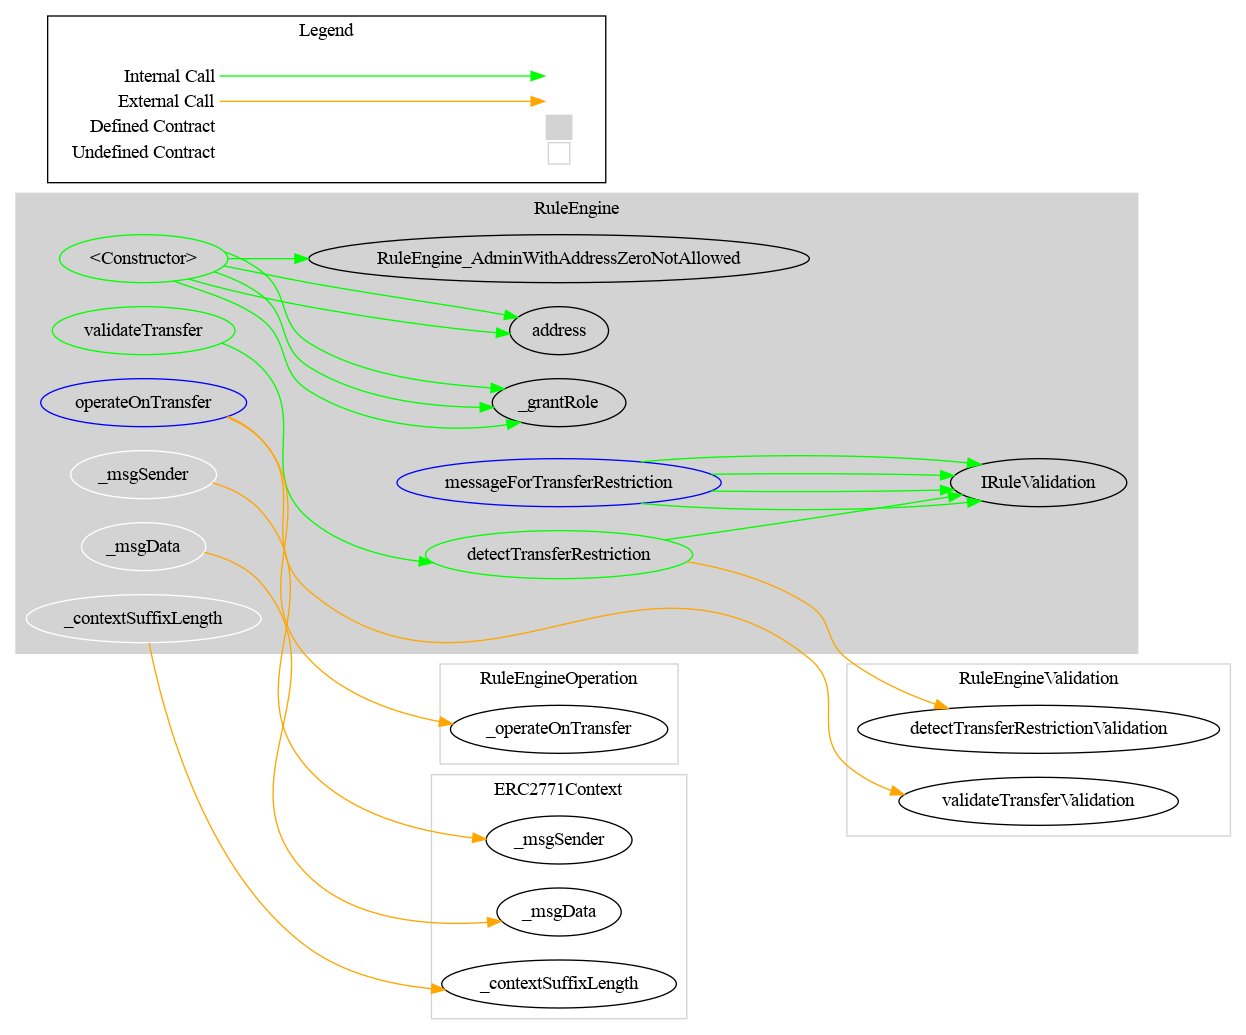 Legend
Internal Call
External Call
Defined Contract
Undefined Contract
RuleEngine
<Constructor>
RuleEngine_AdminWithAddressZeroNotAllowed
validateTransfer
address
operateOnTransfer
_grantRole
_msgSender
messageForTransferRestriction
IRuleValidation
_msgData
detectTransferRestriction
_contextSuffixLength
RuleEngineOperation
_operateOnTransfer
RuleEngineValidation
detectTransferRestrictionValidation
validateTransferValidation
ERC2771Context
_msgSender
_msgData
_contextSuffixLength